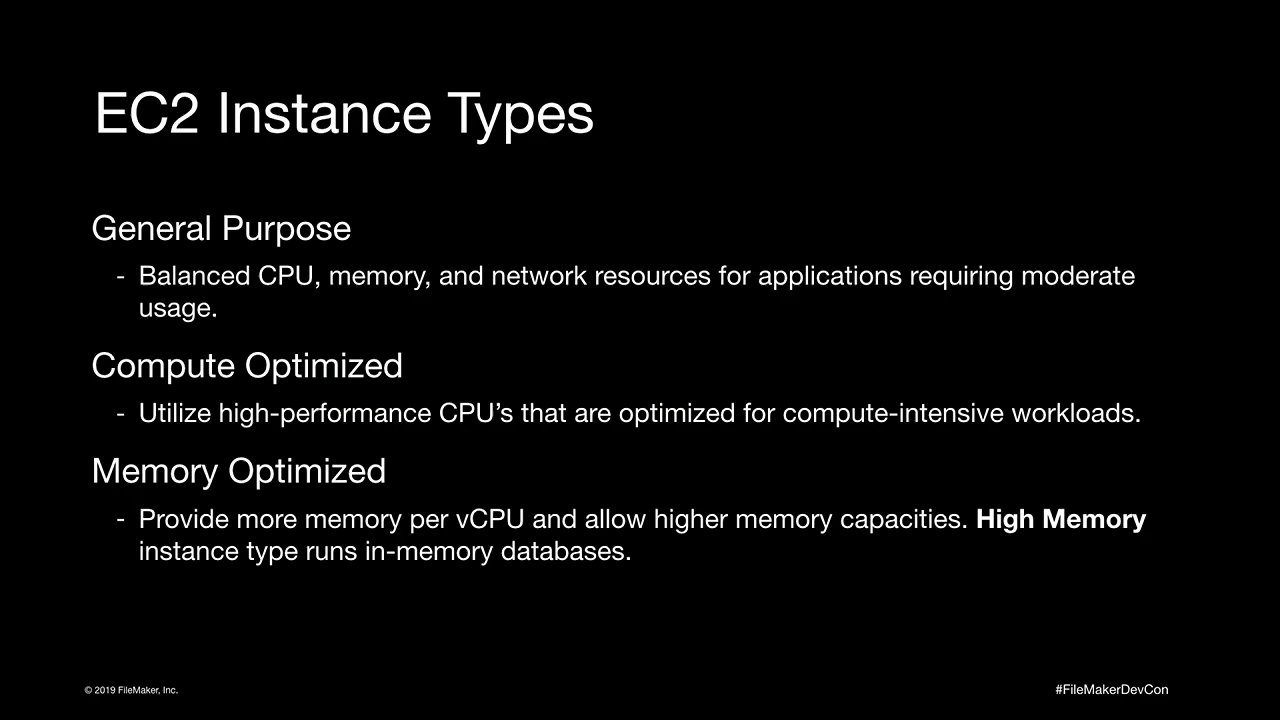 EC2 Instance Types
General Purpose
- Balanced CPU, memory, and network resources for applications requiring moderate
usage.
Compute Optimized
- Utilize high-performance CPU’s that are optimized for compute-intensive workloads.
Memory Optimized
- Provide more memory per vCPU and allow higher memory capacities. High Memory
instance type runs in-memory databases.
© 2019 FileMaker, Inc.
#FileMakerDevCon